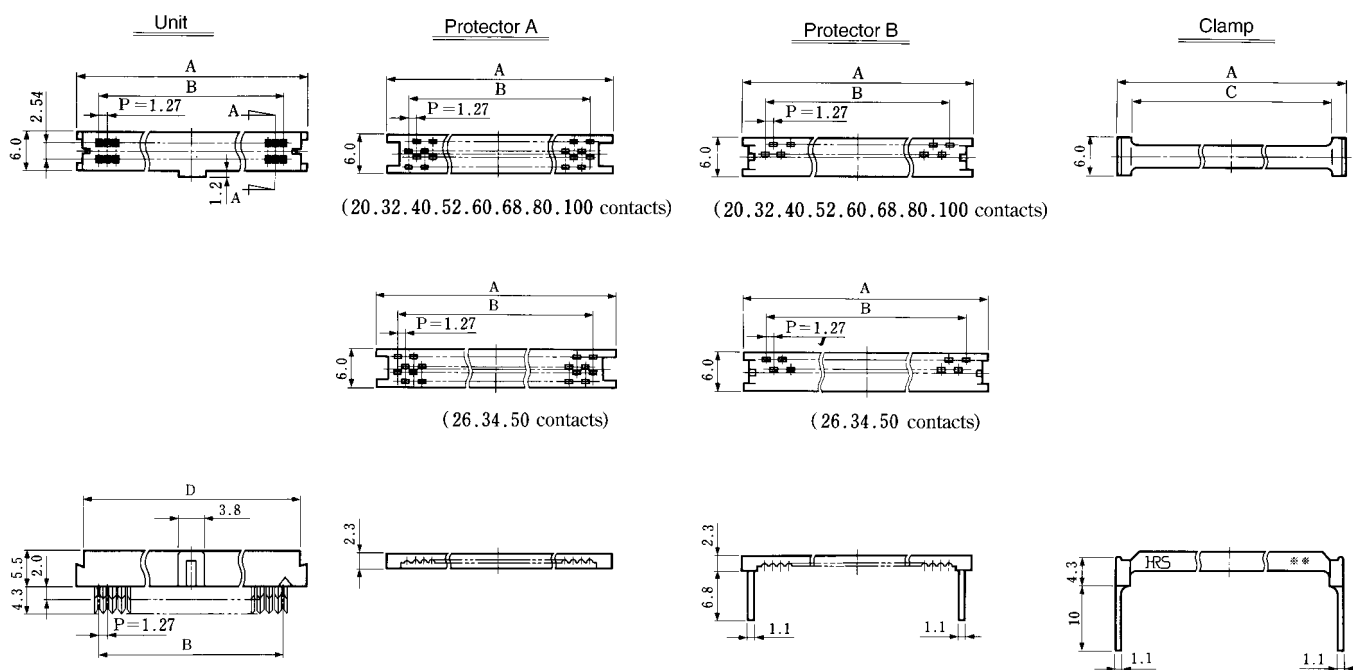 Unit
Protector A
Protector B
Clamp
A
B
P=1.27
A
A
2.54
6.0
1.2
A
B
P=1.27
6.0
(20.32.40.52.60.68.80.100 contacts)
A
B
P=1.27
6.0
(20.32.40.52.60.68.80.100 contacts)
A
C
6.0
A
B
P=1.27
6.0
(26.34.50 contacts)
A
B
P=1.27
6.0
(26.34.50 contacts)
D
3.8
5.5
2.0
4.3
P=1.27
B
2.3
2.3
6.8
1.1
1.1
HRS
※※
4.3
10
1.1
1.1